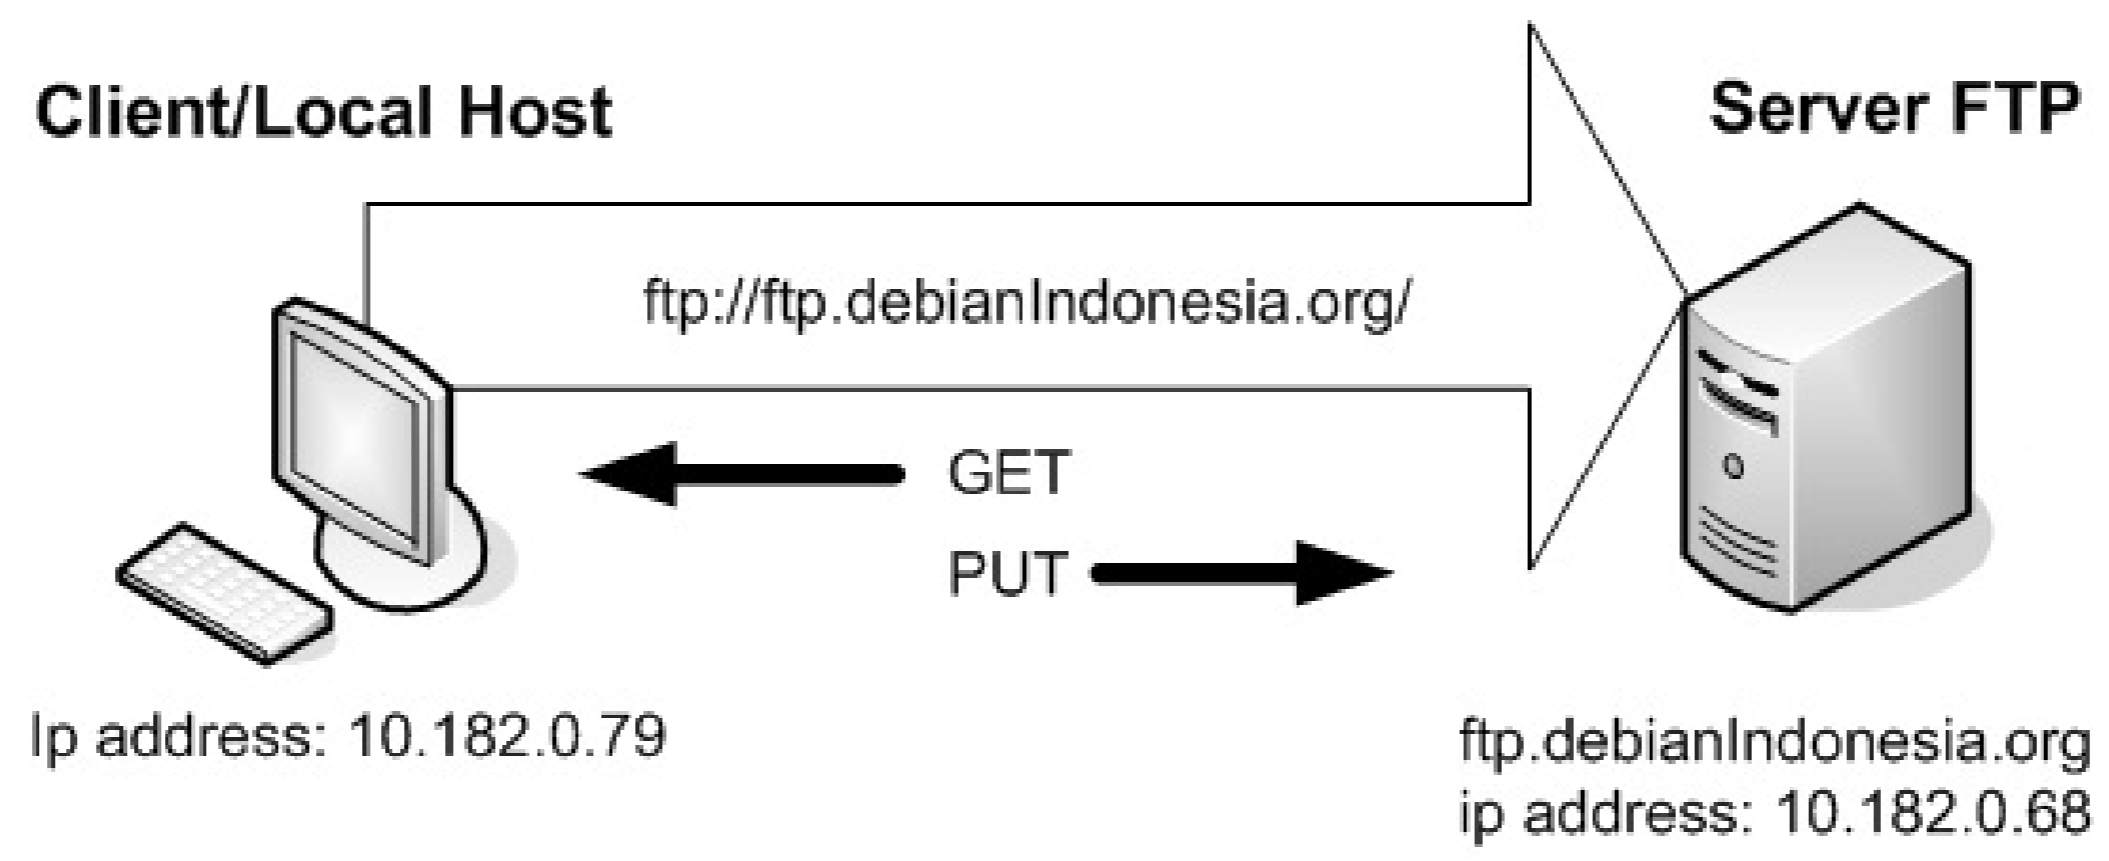 Client/Local Host
Server FTP
ftp://ftp.debianIndonesia.org/
GET
PUT
Ip address: 10.182.0.79
ftp.debianIndonesia.org
ip address: 10.182.0.68